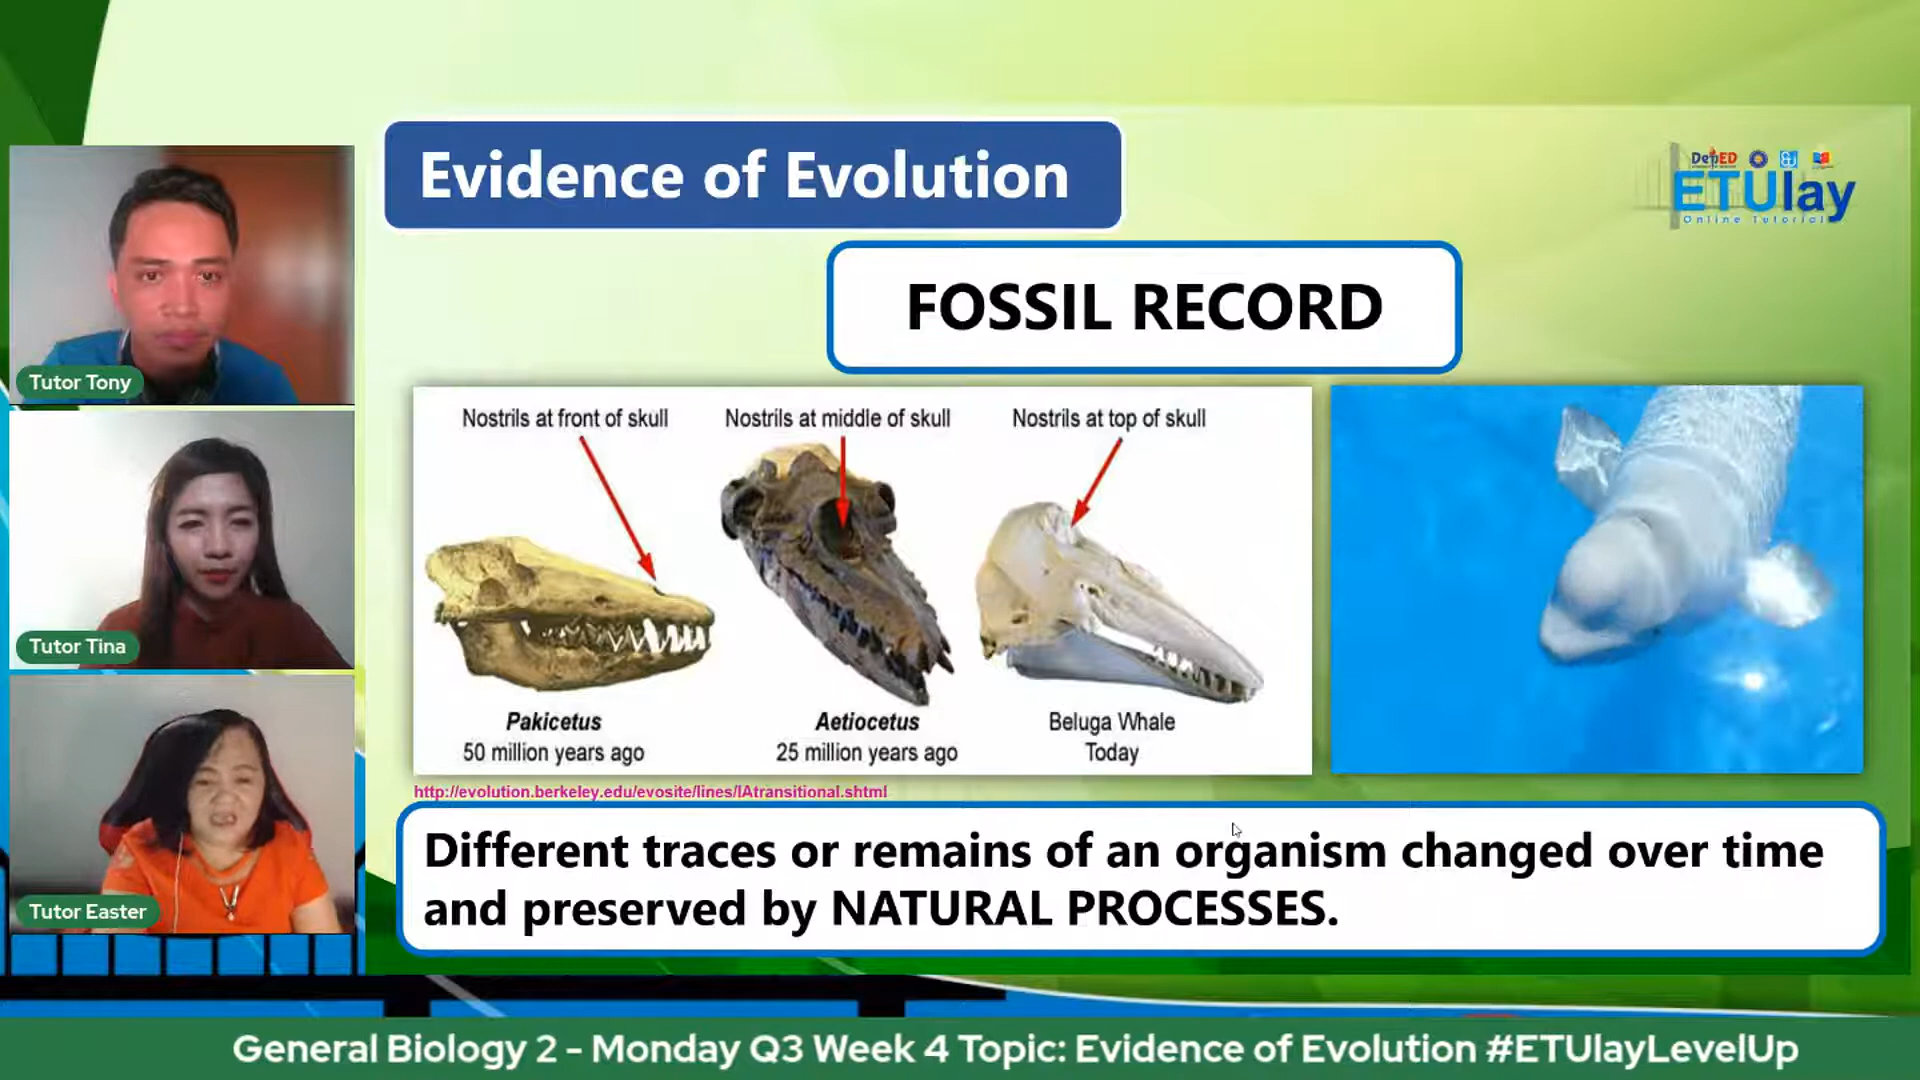 Evidence of Evolution
DepED
ETUlay
Online Tutorial
FOSSIL RECORD
Nostrils at front of skull
Nostrils at middle of skull
Nostrils at top of skull
Pakicetus
50 million years ago
Aetiocetus
25 million years ago
Beluga Whale
Today
http://evolution.berkeley.edu/evosite/lines/IAtransitional.shtml
Different traces or remains of an organism changed over time
and preserved by NATURAL PROCESSES.
Tutor Tony
Tutor Tina
Tutor Easter
General Biology 2 - Monday Q3 Week 4 Topic: Evidence of Evolution #ETUlayLevelUp